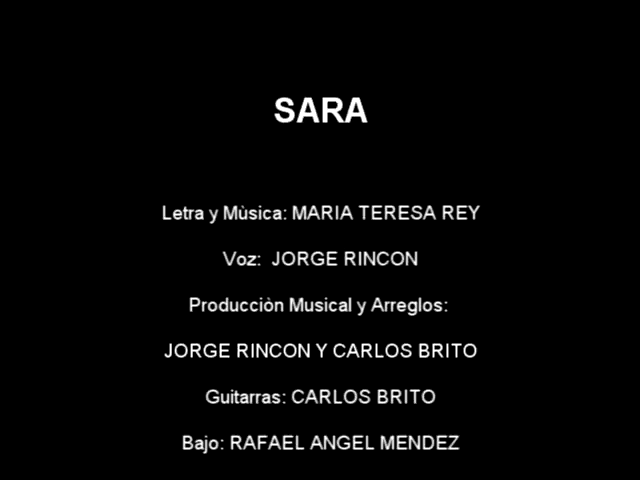 SARA
Letra y Mùsica: MARIA TERESA REY
Voz:  JORGE RINCON
Producciòn Musical y Arreglos:
JORGE RINCON Y CARLOS BRITO
Guitarras: CARLOS BRITO
Bajo: RAFAEL ANGEL MENDEZ